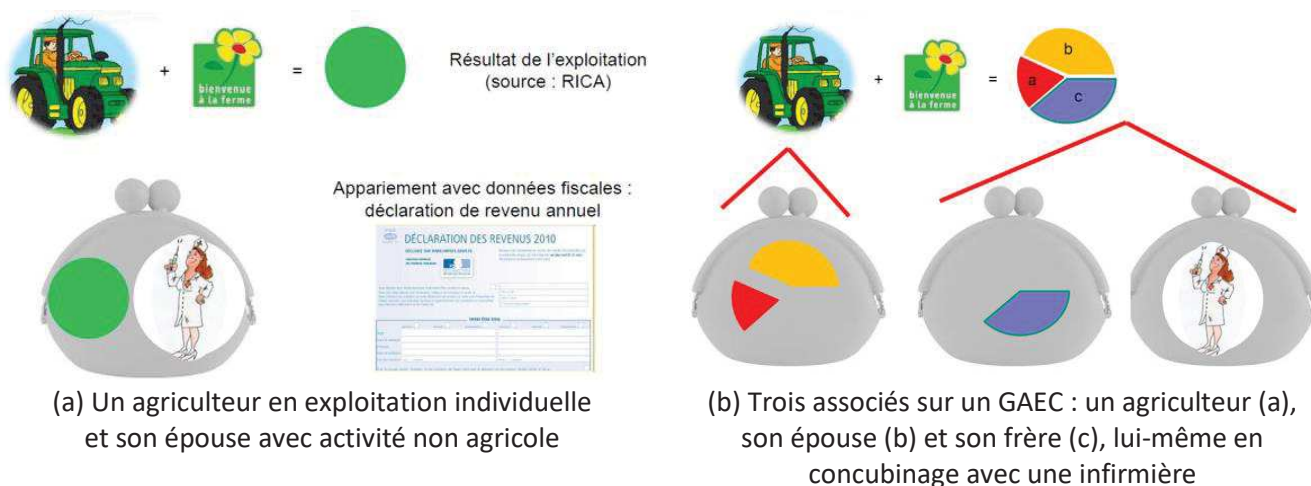 +
bienvenue
à la ferme
=
Résultat de l'exploitation
(source : RICA)
Appariement avec données fiscales :
déclaration de revenu annuel
DÉCLARATION DES REVENUS 2010
(a) Un agriculteur en exploitation individuelle
et son épouse avec activité non agricole
+
bienvenue
à la ferme
=
b
a
c
(b) Trois associés sur un GAEC : un agriculteur (a),
son épouse (b) et son frère (c), lui-même en
concubinage avec une infirmière